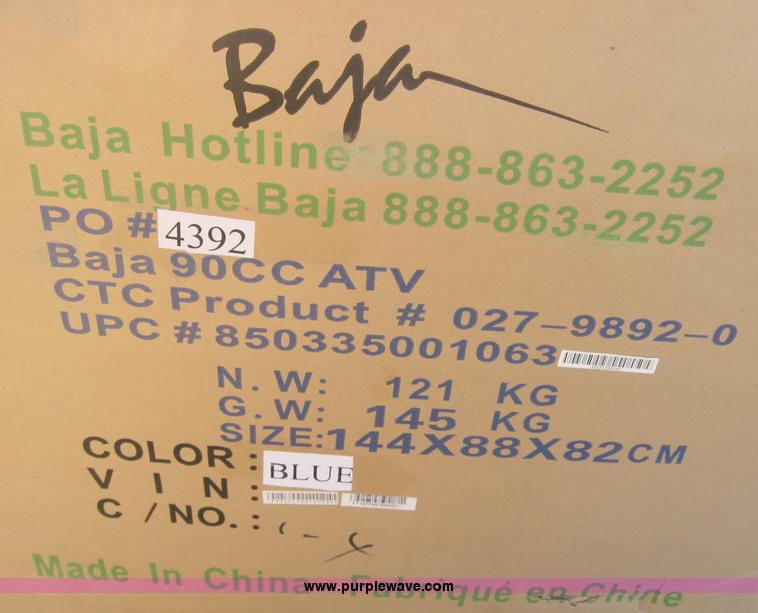 Baja
Baja Hotline 888-863-2252
La Ligne Baja 888-863-2252
PO # 4392
Baja 90CC ATV
CTC Product # 027-9892-0
UPC # 850335001063
N.W: 121 KG
G.W: 145 KG
SIZE:144X88X82CM
COLOR: BLUE
VIN:
C/NO.:
Made In China Fabriqué en Chine
www.purplewave.com